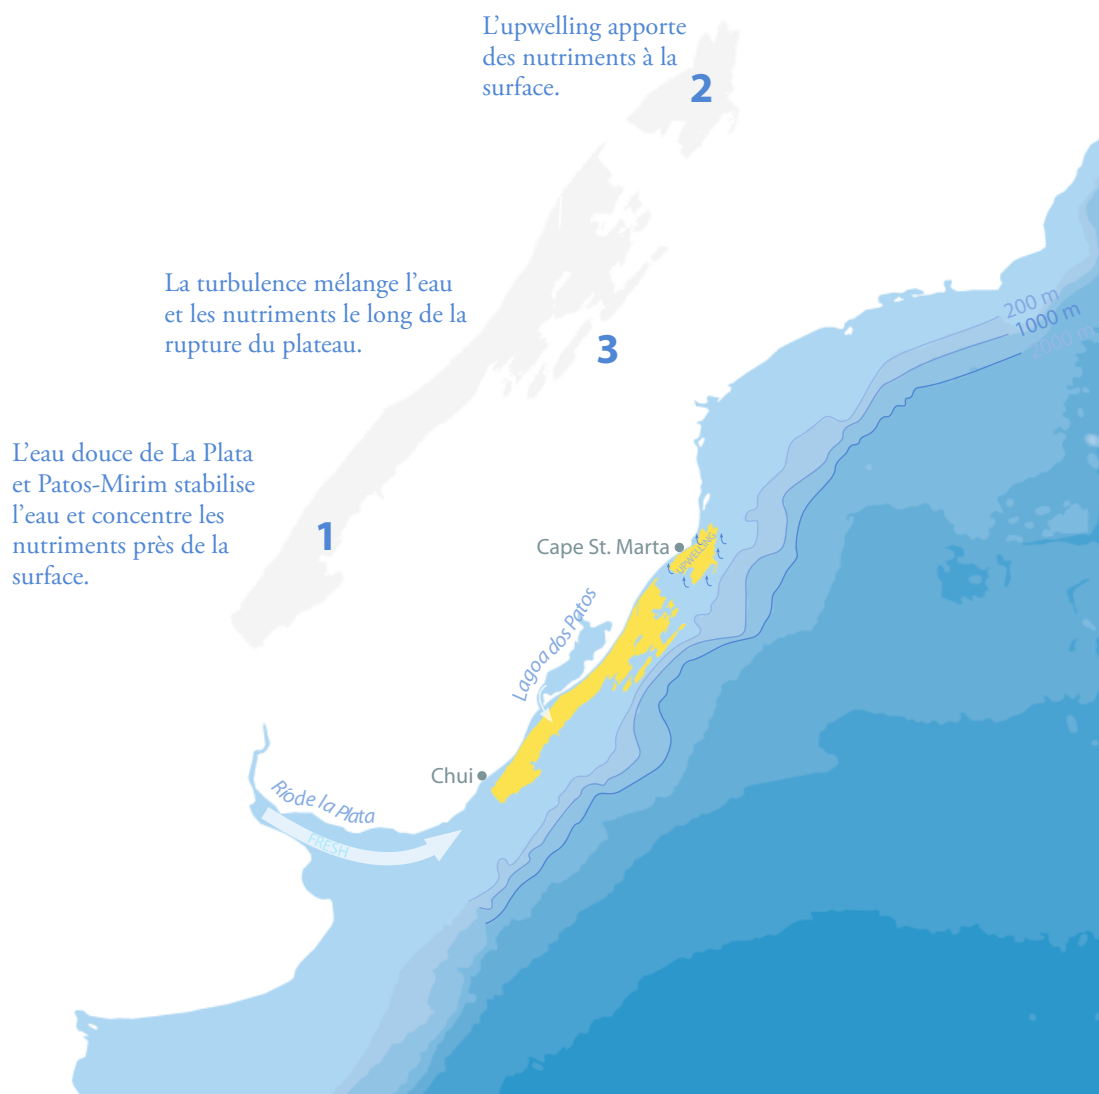 L’upwelling apporte
des nutriments à la
surface.
2
La turbulence mélange l’eau
et les nutriments le long de la
rupture du plateau.
3
200 m
1000 m
2000 m
L’eau douce de La Plata
et Patos-Mirim stabilise
l’eau et concentre les
nutriments près de la
surface.
1
Cape St. Marta
UPWELLING
Lagoa dos Patos
Chui
Río de la Plata
FRESH